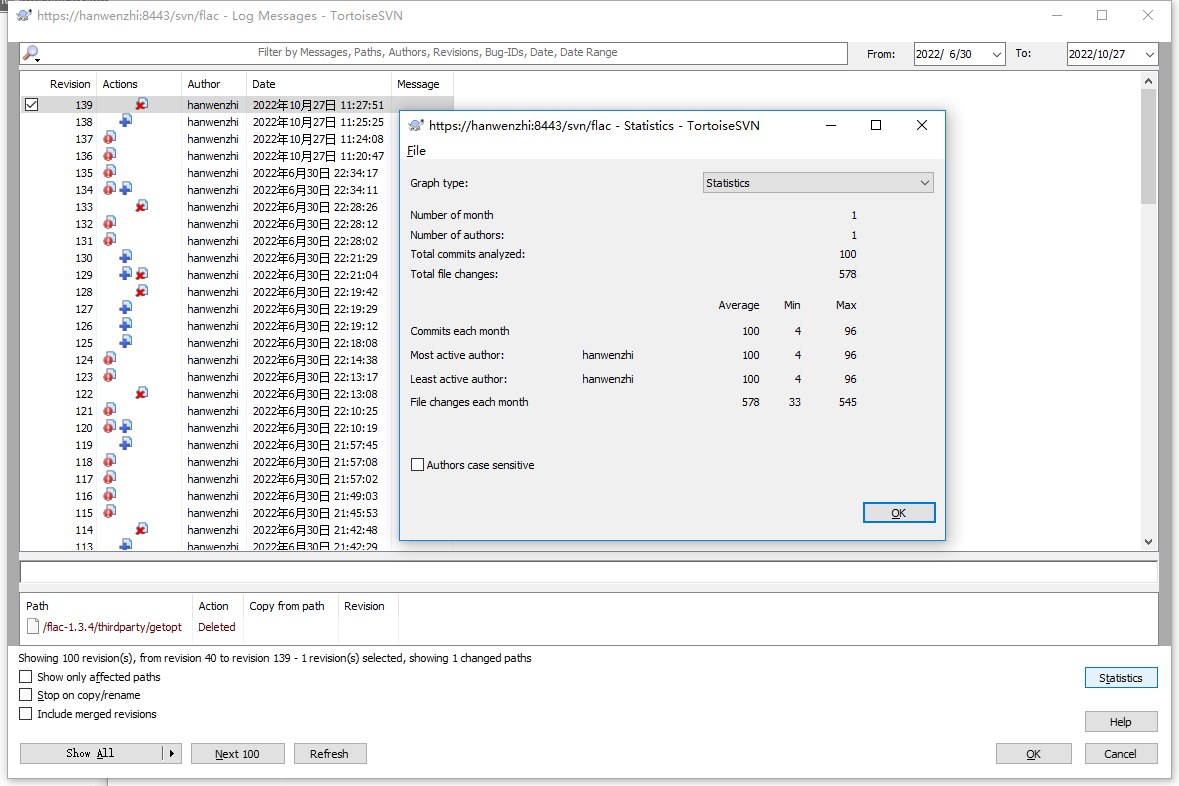 https://hanwenzhi:8443/svn/flac - Log Messages - TortoiseSVN
Filter by Messages, Paths, Authors, Revisions, Bug-IDs, Date, Date Range
From: 2022/ 6/30 To: 2022/10/27
Revision Actions Author Date Message
139 hanwenzhi 2022年10月27日 11:27:51
138 hanwenzhi 2022年10月27日 11:25:25
137 hanwenzhi 2022年10月27日 11:24:08
136 hanwenzhi 2022年10月27日 11:20:47
135 hanwenzhi 2022年6月30日 22:34:17
134 hanwenzhi 2022年6月30日 22:34:11
133 hanwenzhi 2022年6月30日 22:28:26
132 hanwenzhi 2022年6月30日 22:28:12
131 hanwenzhi 2022年6月30日 22:28:02
130 hanwenzhi 2022年6月30日 22:21:29
129 hanwenzhi 2022年6月30日 22:21:04
128 hanwenzhi 2022年6月30日 22:19:42
127 hanwenzhi 2022年6月30日 22:19:29
126 hanwenzhi 2022年6月30日 22:19:12
125 hanwenzhi 2022年6月30日 22:18:08
124 hanwenzhi 2022年6月30日 22:14:38
123 hanwenzhi 2022年6月30日 22:13:17
122 hanwenzhi 2022年6月30日 22:13:08
121 hanwenzhi 2022年6月30日 22:10:25
120 hanwenzhi 2022年6月30日 22:10:19
119 hanwenzhi 2022年6月30日 21:57:45
118 hanwenzhi 2022年6月30日 21:57:08
117 hanwenzhi 2022年6月30日 21:57:02
116 hanwenzhi 2022年6月30日 21:49:03
115 hanwenzhi 2022年6月30日 21:45:53
114 hanwenzhi 2022年6月30日 21:42:48
113 hanwenzhi 2022年6月30日 21:42:29
https://hanwenzhi:8443/svn/flac - Statistics - TortoiseSVN
File
Graph type: Statistics
Number of month 1
Number of authors: 1
Total commits analyzed: 100
Total file changes: 578
Average Min Max
Commits each month 100 4 96
Most active author: hanwenzhi 100 4 96
Least active author: hanwenzhi 100 4 96
File changes each month 578 33 545
Authors case sensitive
OK
Path Action Copy from path Revision
/flac-1.3.4/thirdparty/getopt Deleted
Showing 100 revision(s), from revision 40 to revision 139 - 1 revision(s) selected, showing 1 changed paths
Show only affected paths
Statistics
Stop on copy/rename
Include merged revisions
Help
Show All Next 100 Refresh OK Cancel